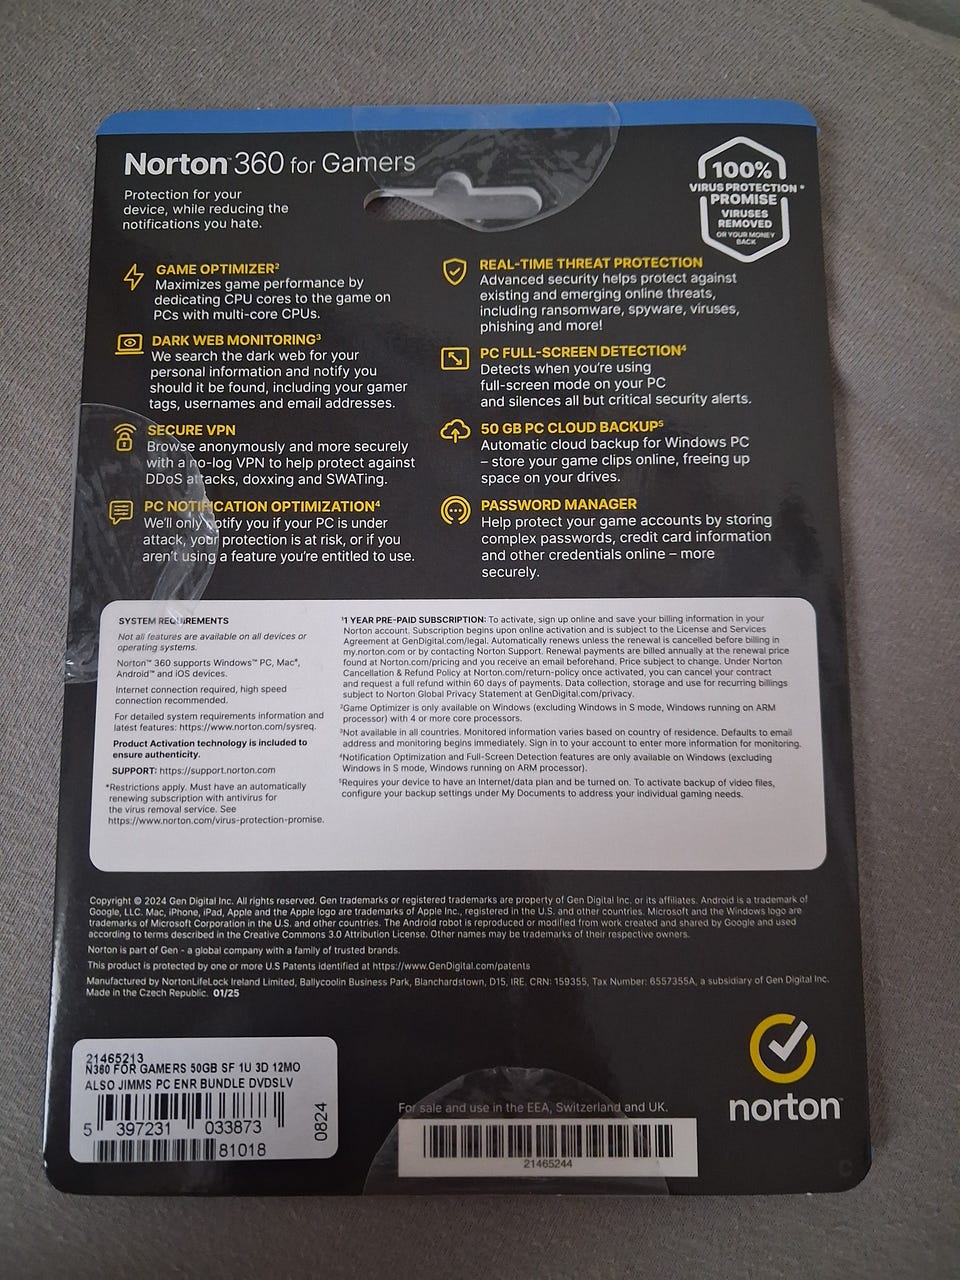 Norton™ 360 for Gamers
Protection for your
device, while reducing the
notifications you hate.
100%
VIRUS PROTECTION *
PROMISE
VIRUSES
REMOVED
OR YOUR MONEY
BACK
GAME OPTIMIZER²
Maximizes game performance by
dedicating CPU cores to the game on
PCs with multi-core CPUs.
DARK WEB MONITORING³
We search the dark web for your
personal information and notify you
should it be found, including your gamer
tags, usernames and email addresses.
SECURE VPN
Browse anonymously and more securely
with a no-log VPN to help protect against
DDoS attacks, doxxing and SWATing.
PC NOTIFICATION OPTIMIZATION⁴
We'll only notify you if your PC is under
attack, your protection is at risk, or if you
aren't using a feature you're entitled to use.
REAL-TIME THREAT PROTECTION
Advanced security helps protect against
existing and emerging online threats,
including ransomware, spyware, viruses,
phishing and more!
PC FULL-SCREEN DETECTION⁴
Detects when you're using
full-screen mode on your PC
and silences all but critical security alerts.
50 GB PC CLOUD BACKUP⁵
Automatic cloud backup for Windows PC
– store your game clips online, freeing up
space on your drives.
PASSWORD MANAGER
Help protect your game accounts by storing
complex passwords, credit card information
and other credentials online – more
securely.
SYSTEM REQUIREMENTS
Not all features are available on all devices or
operating systems.
Norton™ 360 supports Windows™ PC, Mac®,
Android™ and iOS devices.
Internet connection required, high speed
connection recommended.
For detailed system requirements information and
latest features: https://www.norton.com/sysreq.
Product Activation technology is included to
ensure authenticity.
SUPPORT: https://support.norton.com
*Restrictions apply. Must have an automatically
renewing subscription with antivirus for
the virus removal service. See
https://www.norton.com/virus-protection-promise.
¹1 YEAR PRE-PAID SUBSCRIPTION: To activate, sign up online and save your billing information in your
Norton account. Subscription begins upon online activation and is subject to the License and Services
Agreement at GenDigital.com/legal. Automatically renews unless the renewal is cancelled before billing in
my.norton.com or by contacting Norton Support. Renewal payments are billed annually at the renewal price
found at Norton.com/pricing and you receive an email beforehand. Price subject to change. Under Norton
Cancellation & Refund Policy at Norton.com/return-policy once activated, you can cancel your contract
and request a full refund within 60 days of payments. Data collection, storage and use for recurring billings
subject to Norton Global Privacy Statement at GenDigital.com/privacy.
²Game Optimizer is only available on Windows (excluding Windows in S mode, Windows running on ARM
processor) with 4 or more core processors.
³Not available in all countries. Monitored information varies based on country of residence. Defaults to email
address and monitoring begins immediately. Sign in to your account to enter more information for monitoring.
⁴Notification Optimization and Full-Screen Detection features are only available on Windows (excluding
Windows in S mode, Windows running on ARM processor).
⁵Requires your device to have an Internet/data plan and be turned on. To activate backup of video files,
configure your backup settings under My Documents to address your individual gaming needs.
Copyright © 2024 Gen Digital Inc. All rights reserved. Gen trademarks or registered trademarks are property of Gen Digital Inc. or its affiliates. Android is a trademark of
Google, LLC. Mac, iPhone, iPad, Apple and the Apple logo are trademarks of Apple Inc., registered in the U.S. and other countries. Microsoft and the Windows logo are
trademarks of Microsoft Corporation in the U.S. and other countries. The Android robot is reproduced or modified from work created and shared by Google and used
according to terms described in the Creative Commons 3.0 Attribution License. Other names may be trademarks of their respective owners.
Norton is part of Gen - a global company with a family of trusted brands.
This product is protected by one or more U.S Patents identified at https://www.GenDigital.com/patents
Manufactured by NortonLifeLock Ireland Limited, Ballycoolin Business Park, Blanchardstown, D15, IRE. CRN: 159355, Tax Number: 6557355A, a subsidiary of Gen Digital Inc.
Made in the Czech Republic. 01/25
21465213
N360 FOR GAMERS 50GB SF 1U 3D 12MO
ALSO JIMMS PC ENR BUNDLE DVDSLV
5 397231 033873
81018
0824
For sale and use in the EEA, Switzerland and UK.
21465244
norton™